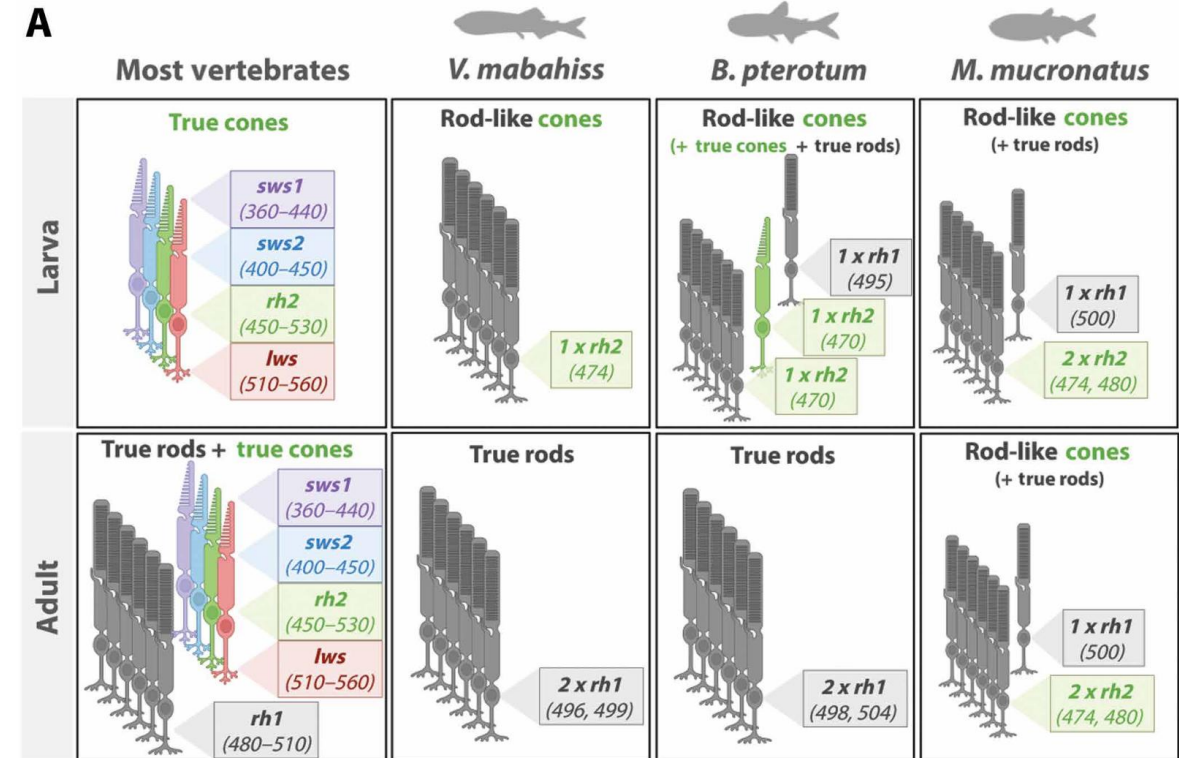 A
Most vertebrates
V. mabahiss
B. pterotum
M. mucronatus
Larva
True cones
sws1
(360–440)
sws2
(400–450)
rh2
(450–530)
lws
(510–560)
Rod-like cones
1 x rh2
(474)
Rod-like cones
(+ true cones + true rods)
1 x rh1
(495)
1 x rh2
(470)
1 x rh2
(470)
Rod-like cones
(+ true rods)
1 x rh1
(500)
2 x rh2
(474, 480)
Adult
True rods + true cones
sws1
(360–440)
sws2
(400–450)
rh2
(450–530)
lws
(510–560)
rh1
(480–510)
True rods
2 x rh1
(496, 499)
True rods
2 x rh1
(498, 504)
Rod-like cones
(+ true rods)
1 x rh1
(500)
2 x rh2
(474, 480)